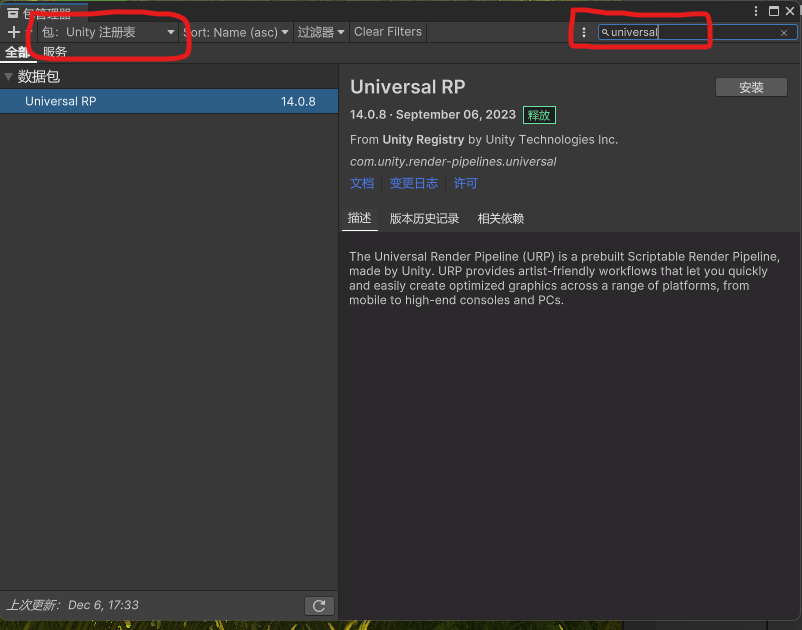 包管理器
包: Unity 注册表
Sort: Name (asc)
过滤器
Clear Filters
universal
全部
服务
数据包
Universal RP
14.0.8
Universal RP
安装
14.0.8 · September 06, 2023
释放
From Unity Registry by Unity Technologies Inc.
com.unity.render-pipelines.universal
文档
变更日志
许可
描述
版本历史记录
相关依赖
The Universal Render Pipeline (URP) is a prebuilt Scriptable Render Pipeline,
made by Unity. URP provides artist-friendly workflows that let you quickly
and easily create optimized graphics across a range of platforms, from
mobile to high-end consoles and PCs.
上次更新: Dec 6, 17:33